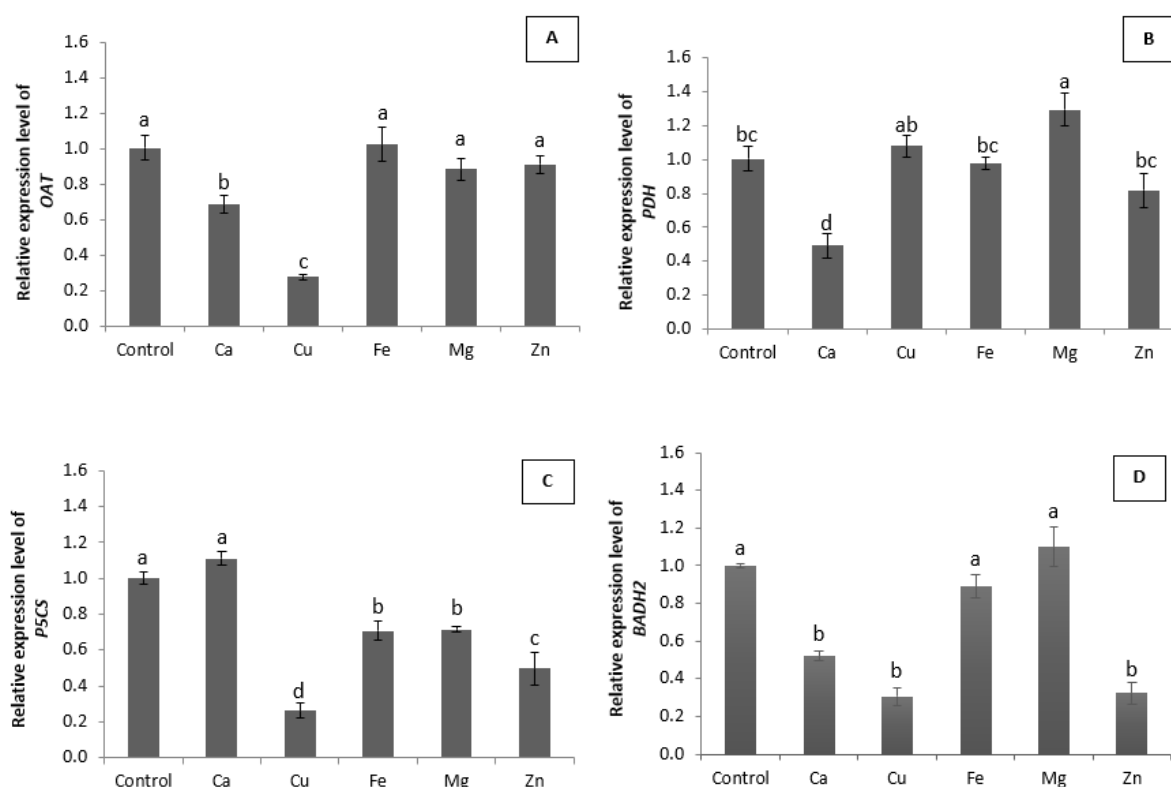 A
Relative expression level of
OAT
1.6
1.4
1.2
1.0
0.8
0.6
0.4
0.2
0.0
a
b
c
a
a
a
Control Ca Cu Fe Mg Zn
B
Relative expression level of
PDH
1.6
1.4
1.2
1.0
0.8
0.6
0.4
0.2
0.0
bc
d
ab
bc
a
bc
Control Ca Cu Fe Mg Zn
C
Relative expression level of
P5CS
1.6
1.4
1.2
1.0
0.8
0.6
0.4
0.2
0.0
a
a
d
b
b
c
Control Ca Cu Fe Mg Zn
D
Relative expression level of
BADH2
1.6
1.4
1.2
1.0
0.8
0.6
0.4
0.2
0.0
a
b
b
a
a
b
Control Ca Cu Fe Mg Zn